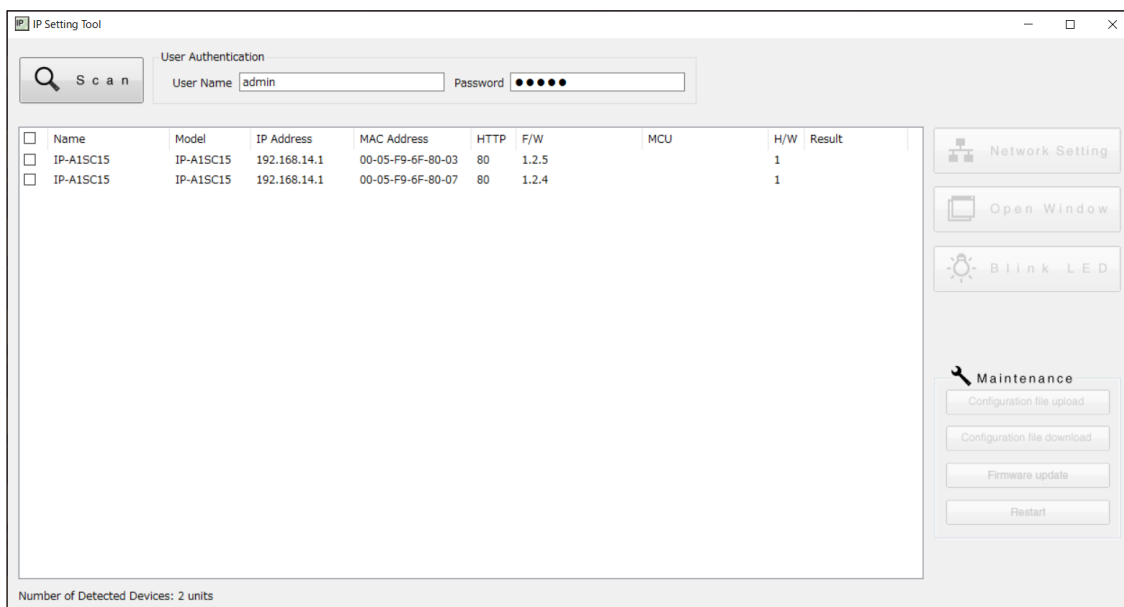 IP IP Setting Tool
User Authentication
Scan User Name admin Password ●●●●●
Name Model IP Address MAC Address HTTP F/W MCU H/W Result
IP-A1SC15 IP-A1SC15 192.168.14.1 00-05-F9-6F-80-03 80 1.2.5 1
IP-A1SC15 IP-A1SC15 192.168.14.1 00-05-F9-6F-80-07 80 1.2.4 1
Network Setting
Open Window
Blink LED
Maintenance
Configuration file upload
Configuration file download
Firmware update
Restart
Number of Detected Devices: 2 units